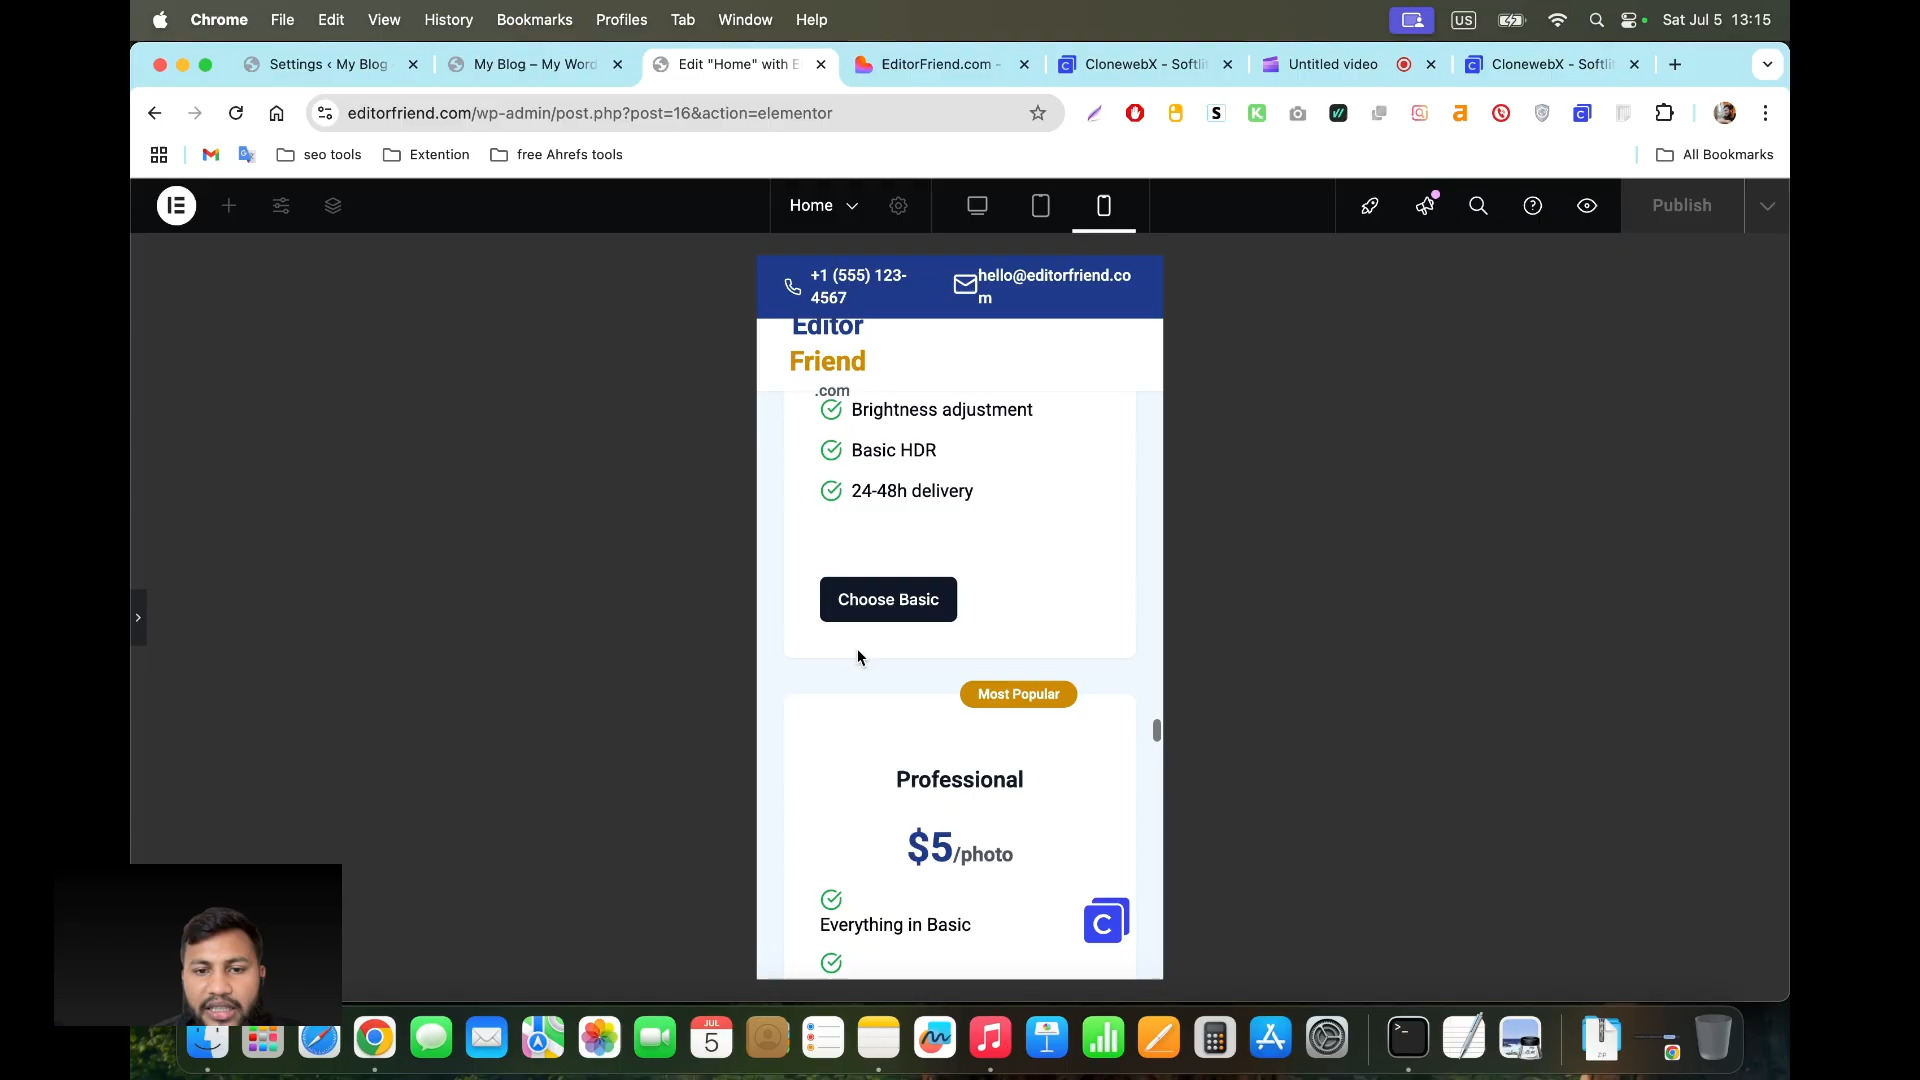 Chrome File Edit View History Bookmarks Profiles Tab Window Help US Sat Jul 5 13:15
Settings ‹ My Blog My Blog – My Word Edit "Home" with E EditorFriend.com - ClonewebX - Softlit Untitled video ClonewebX - Softlit
editorfriend.com/wp-admin/post.php?post=16&action=elementor
seo tools Extention free Ahrefs tools All Bookmarks
Home Publish
+1 (555) 123-
4567
hello@editorfriend.co
m
Editor
Friend
.com
Brightness adjustment
Basic HDR
24-48h delivery
Choose Basic
Most Popular
Professional
$5/photo
Everything in Basic
C
JUL
5
ZIP